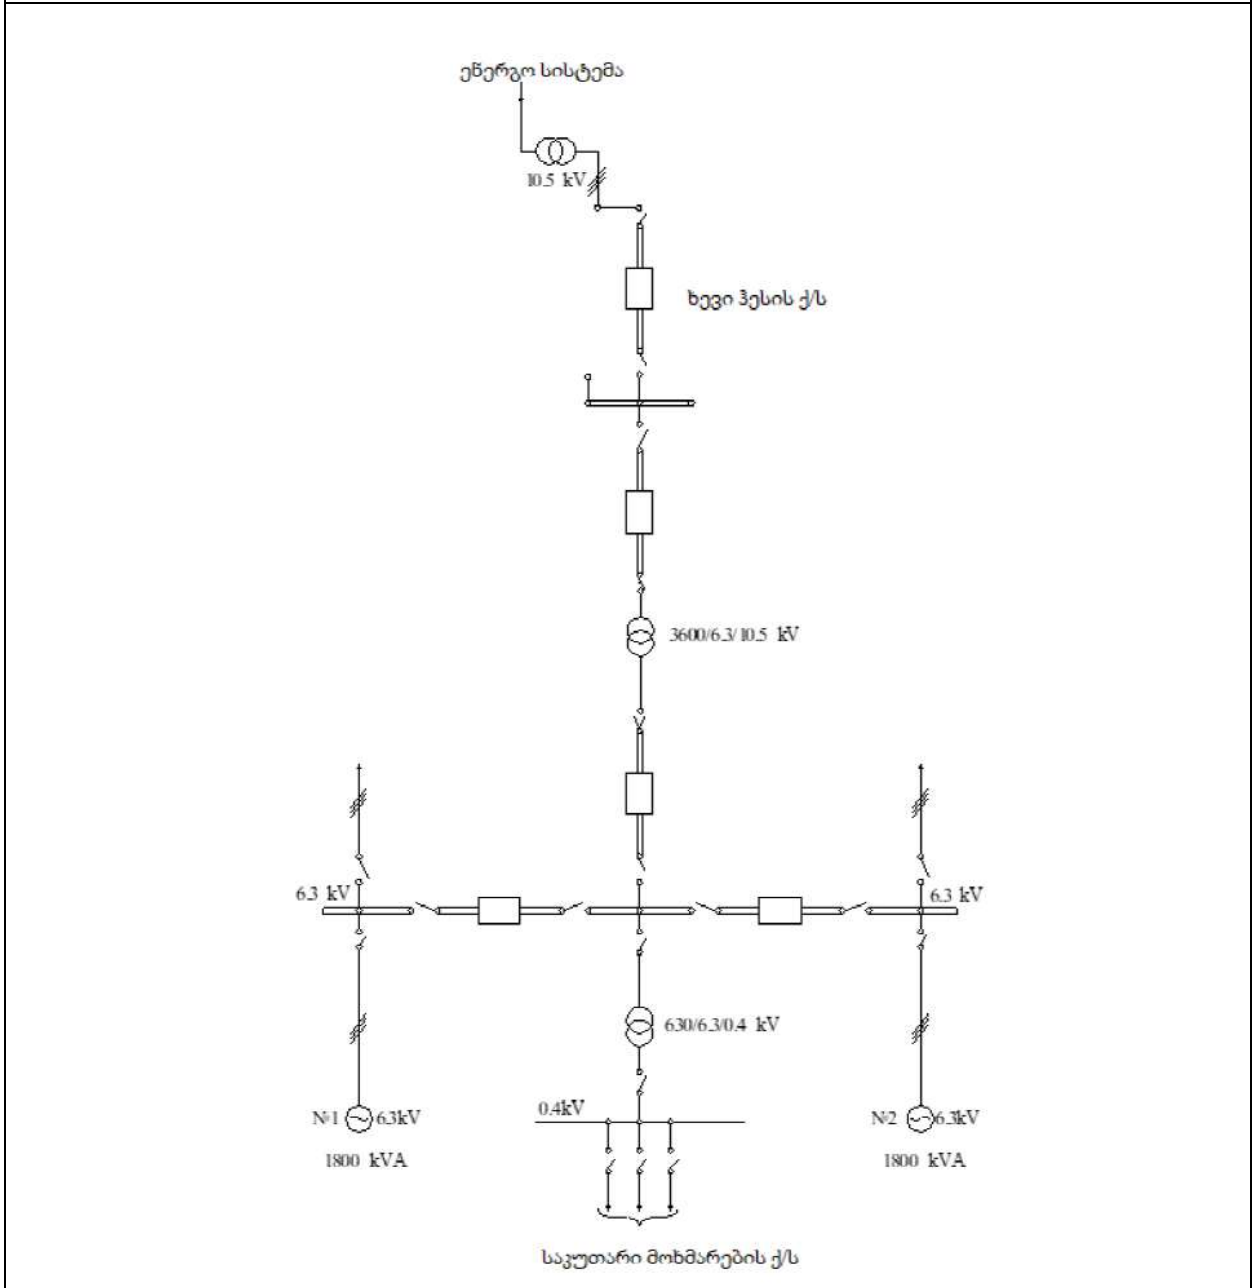 ენერგო სისტემა
10.5 kV
ხევი ჰესის ქ/ს
3600/6.3/10.5 kV
6.3 kV
6.3 kV
630/6.3/0.4 kV
0.4kV
№1 6.3kV
№2 6.3kV
1800 kVA
1800 kVA
საკუთარი მოხმარების ქ/ს